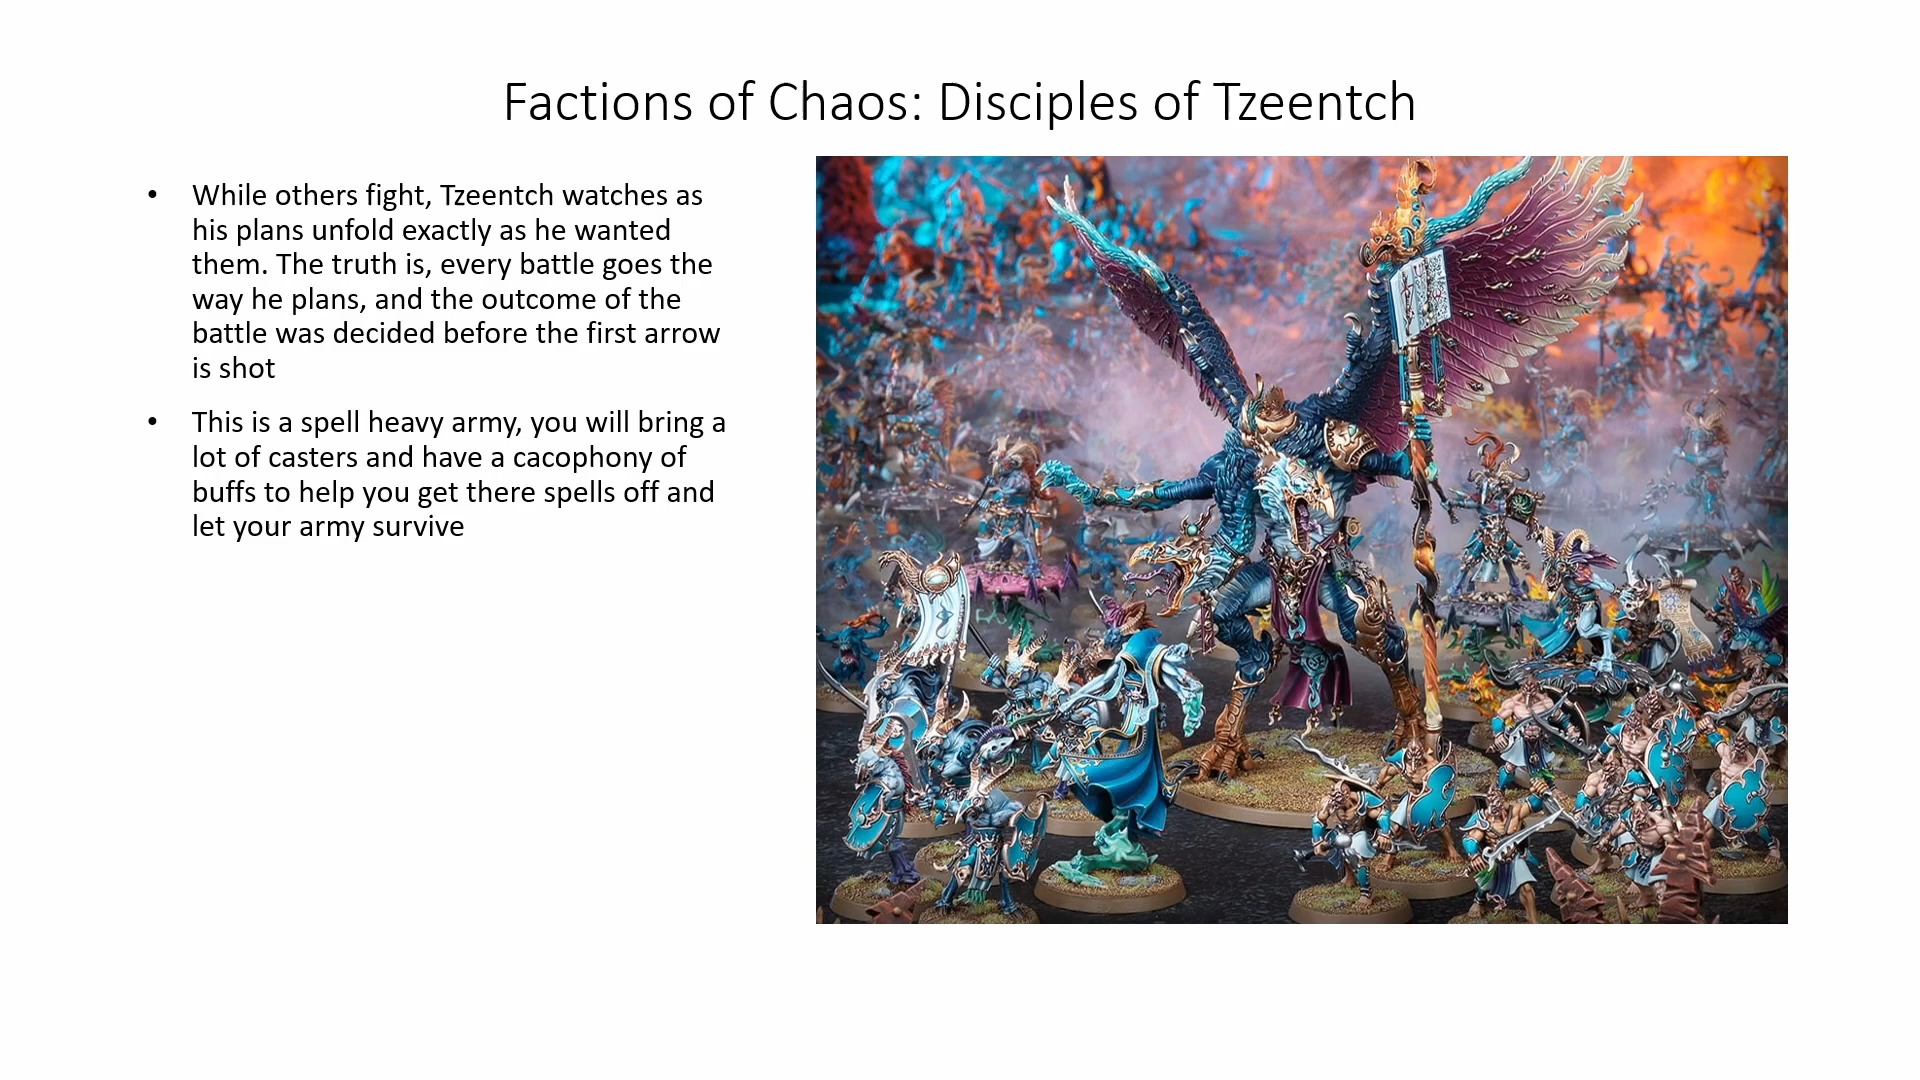 Factions of Chaos: Disciples of Tzeentch
• While others fight, Tzeentch watches as
his plans unfold exactly as he wanted
them. The truth is, every battle goes the
way he plans, and the outcome of the
battle was decided before the first arrow
is shot
• This is a spell heavy army, you will bring a
lot of casters and have a cacophony of
buffs to help you get there spells off and
let your army survive